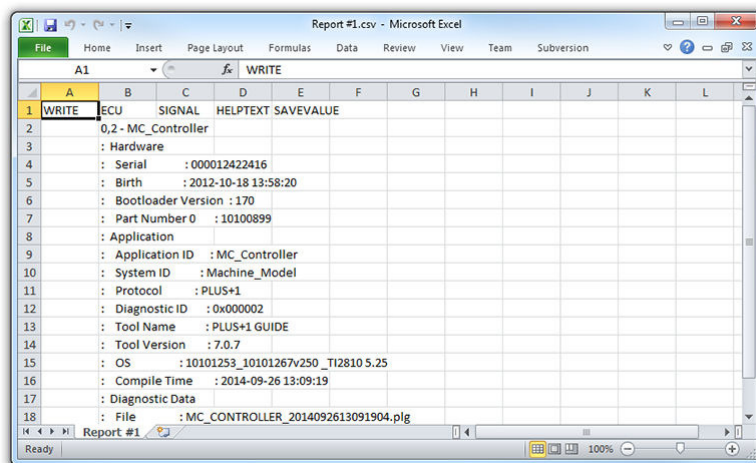 Report #1.csv - Microsoft Excel
File Home Insert Page Layout Formulas Data Review View Team Subversion
A1 fx WRITE
A B C D E F G H I J K L
1 WRITE ECU SIGNAL HELPTEXT SAVEVALUE
2 0,2 - MC_Controller
3 : Hardware
4 : Serial : 000012422416
5 : Birth : 2012-10-18 13:58:20
6 : Bootloader Version : 170
7 : Part Number 0 : 10100899
8 : Application
9 : Application ID : MC_Controller
10 : System ID : Machine_Model
11 : Protocol : PLUS+1
12 : Diagnostic ID : 0x000002
13 : Tool Name : PLUS+1 GUIDE
14 : Tool Version : 7.0.7
15 : OS : 10101253_10101267v250 _TI2810 5.25
16 : Compile Time : 2014-09-26 13:09:19
17 : Diagnostic Data
18 : File : MC_CONTROLLER_2014092613091904.plg
Report #1
Ready 100%